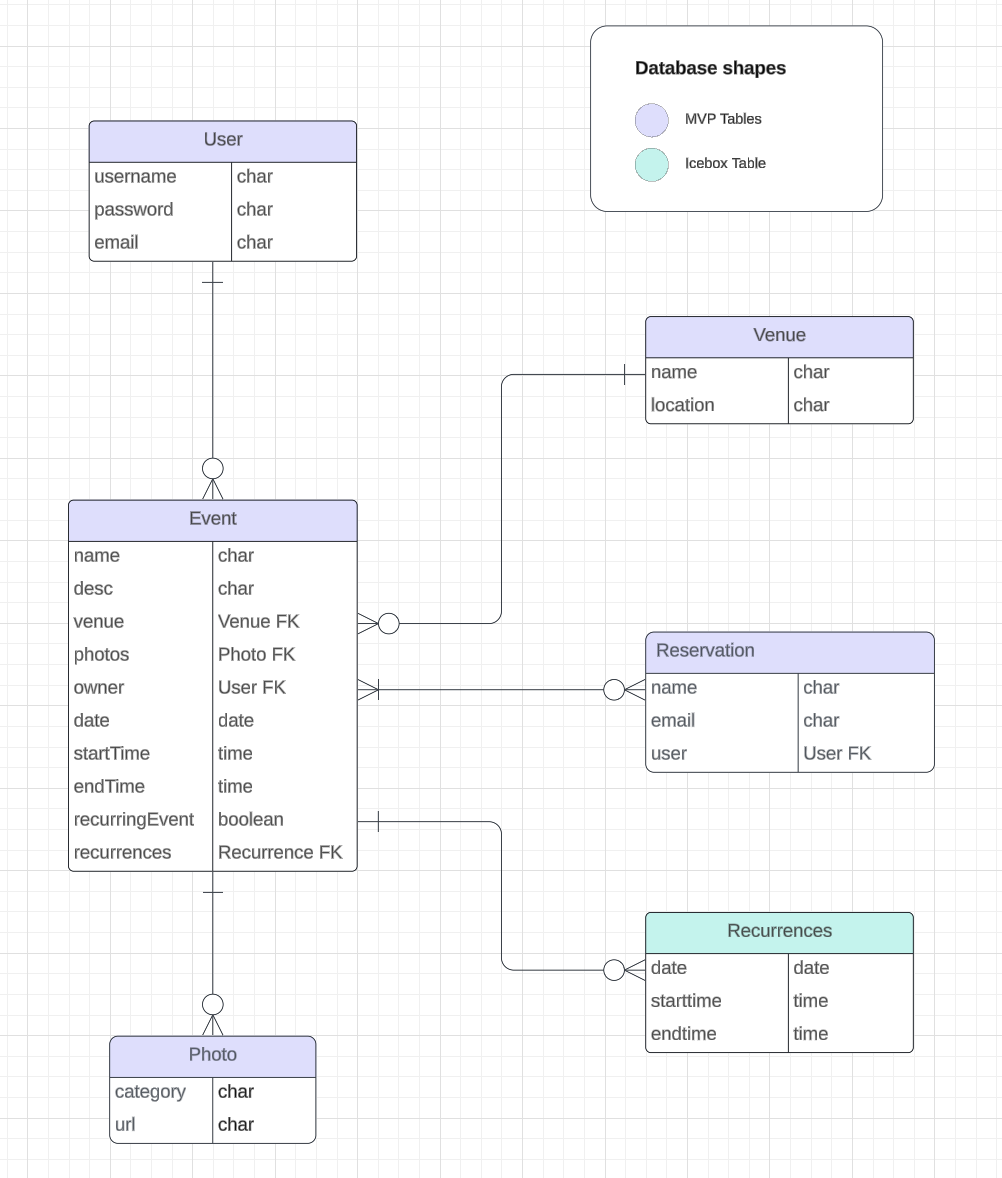 Database shapes
MVP Tables
Icebox Table
User
username char
password char
email char
Venue
name char
location char
Event
name char
desc char
venue Venue FK
photos Photo FK
owner User FK
date date
startTime time
endTime time
recurringEvent boolean
recurrences Recurrence FK
Reservation
name char
email char
user User FK
Recurrences
date date
starttime time
endtime time
Photo
category char
url char